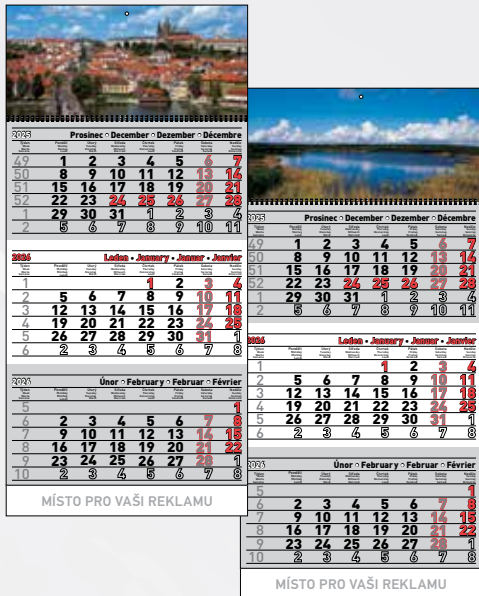 2025 Prosinec • December • Dezember • Décembre
49 1 2 3 4 5 6 7
50 8 9 10 11 12 13 14
51 15 16 17 18 19 20 21
52 22 23 24 25 26 27 28
1 29 30 31 1 2 3 4
2 5 6 7 8 9 10 11
2026 Leden • January • Januar • Janvier
1 1 2 3 4
2 5 6 7 8 9 10 11
3 12 13 14 15 16 17 18
4 19 20 21 22 23 24 25
5 26 27 28 29 30 31 1
6 2 3 4 5 6 7 8
2026 Únor • February • Februar • Février
5 1
6 2 3 4 5 6 7 8
7 9 10 11 12 13 14 15
8 16 17 18 19 20 21 22
9 23 24 25 26 27 28 1
10 2 3 4 5 6 7 8
MÍSTO PRO VAŠI REKLAMU
2025 Prosinec • December • Dezember • Décembre
49 1 2 3 4 5 6 7
50 8 9 10 11 12 13 14
51 15 16 17 18 19 20 21
52 22 23 24 25 26 27 28
1 29 30 31 1 2 3 4
2 5 6 7 8 9 10 11
2026 Leden • January • Januar • Janvier
1 1 2 3 4
2 5 6 7 8 9 10 11
3 12 13 14 15 16 17 18
4 19 20 21 22 23 24 25
5 26 27 28 29 30 31 1
6 2 3 4 5 6 7 8
2026 Únor • February • Februar • Février
5 1
6 2 3 4 5 6 7 8
7 9 10 11 12 13 14 15
8 16 17 18 19 20 21 22
9 23 24 25 26 27 28 1
10 2 3 4 5 6 7 8
MÍSTO PRO VAŠI REKLAMU